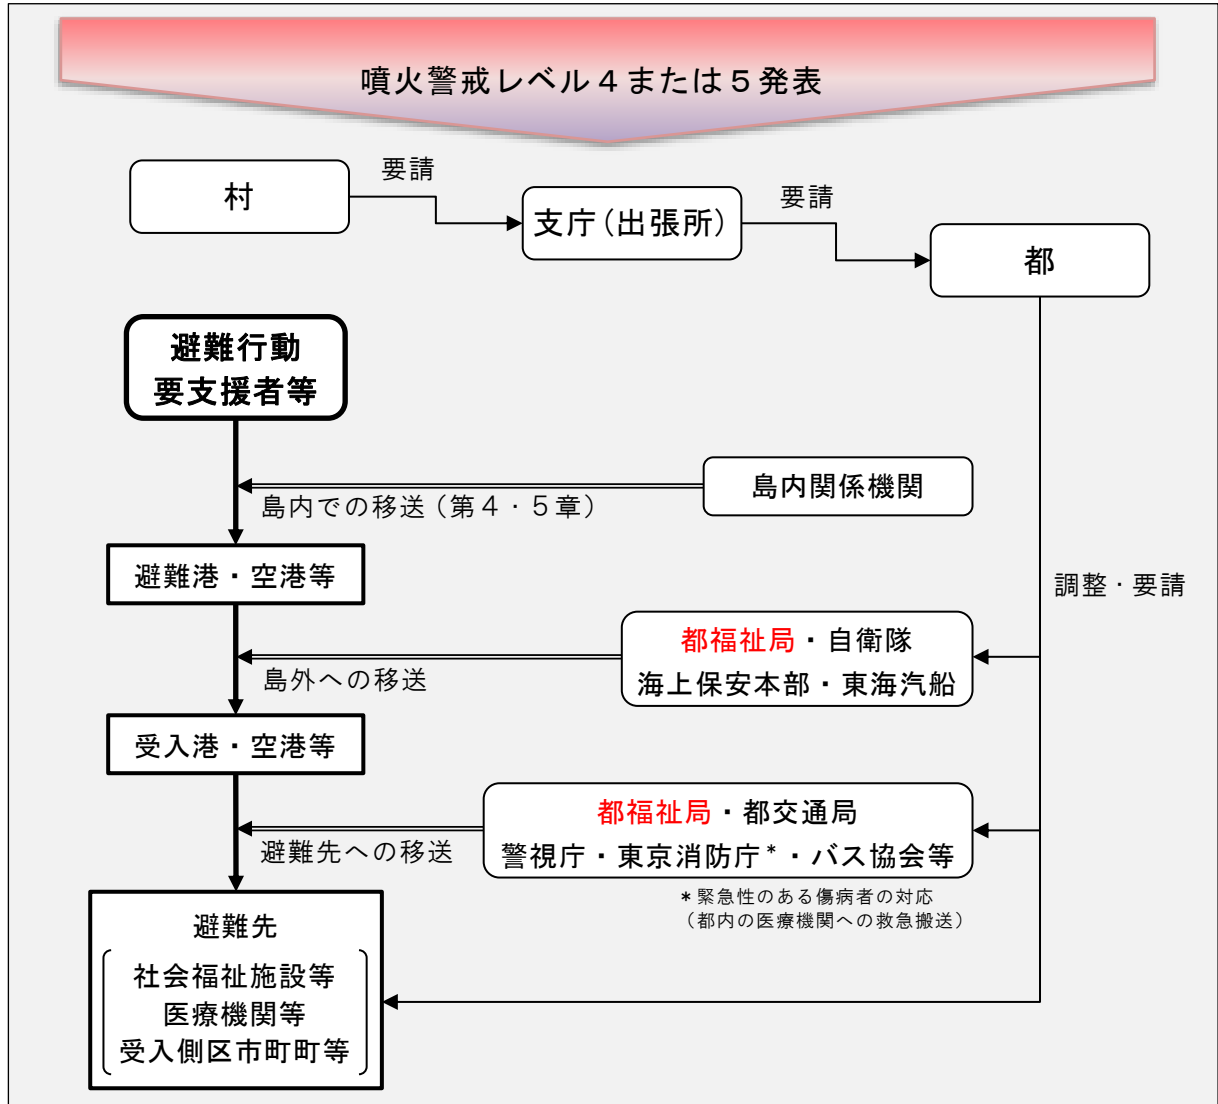 噴火警戒レベル４または５発表
要請
村
要請
支庁（出張所）
都
避難行動
要支援者等
島内関係機関
島内での移送（第４・５章）
避難港・空港等
調整・要請
都福祉局・自衛隊
海上保安本部・東海汽船
島外への移送
受入港・空港等
都福祉局・都交通局
警視庁・東京消防庁*・バス協会等
避難先への移送
*緊急性のある傷病者の対応
（都内の医療機関への救急搬送）
避難先
社会福祉施設等
医療機関等
受入側区市町町等